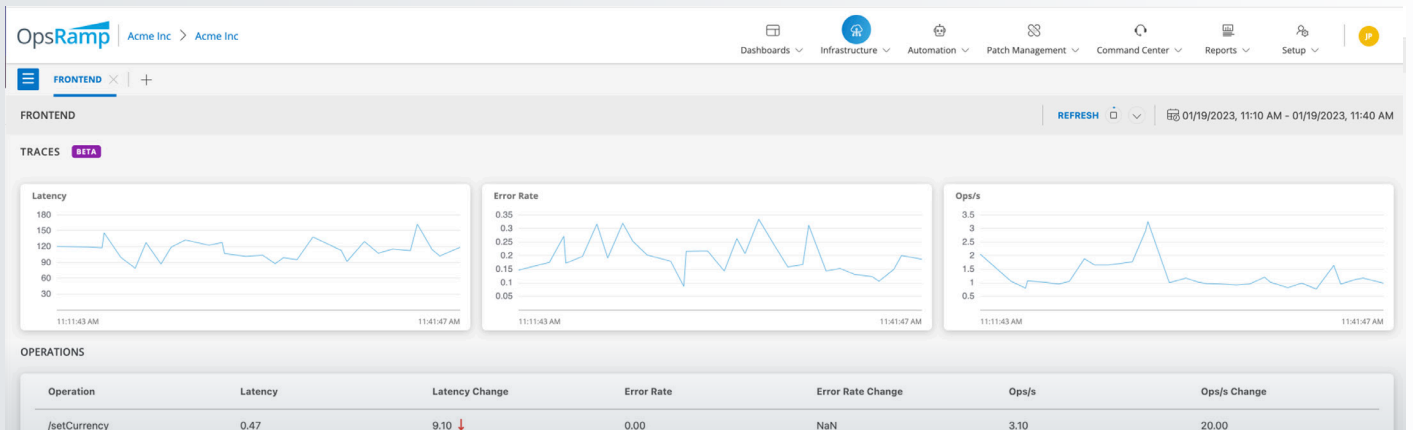 OpsRamp Acme Inc > Acme Inc
Dashboards Infrastructure Automation Patch Management Command Center Reports Setup JP
FRONTEND
FRONTEND REFRESH 01/19/2023, 11:10 AM - 01/19/2023, 11:40 AM
TRACES BETA
Latency
180
150
120
90
60
30
11:11:43 AM 11:41:47 AM
Error Rate
0.35
0.3
0.25
0.2
0.15
0.1
0.05
11:11:43 AM 11:41:47 AM
Ops/s
3.5
3
2.5
2
1.5
1
0.5
11:11:43 AM 11:41:47 AM
OPERATIONS
Operation Latency Latency Change Error Rate Error Rate Change Ops/s Ops/s Change
/setCurrency 0.47 9.10 ↓ 0.00 NaN 3.10 20.00